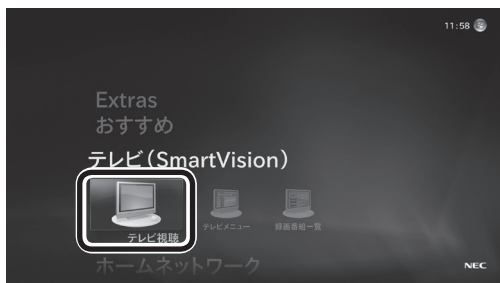 11:58
Extras
おすすめ
テレビ(SmartVision)
テレビ視聴 テレビメニュー 録画番組一覧
ホームネットワーク
NEC